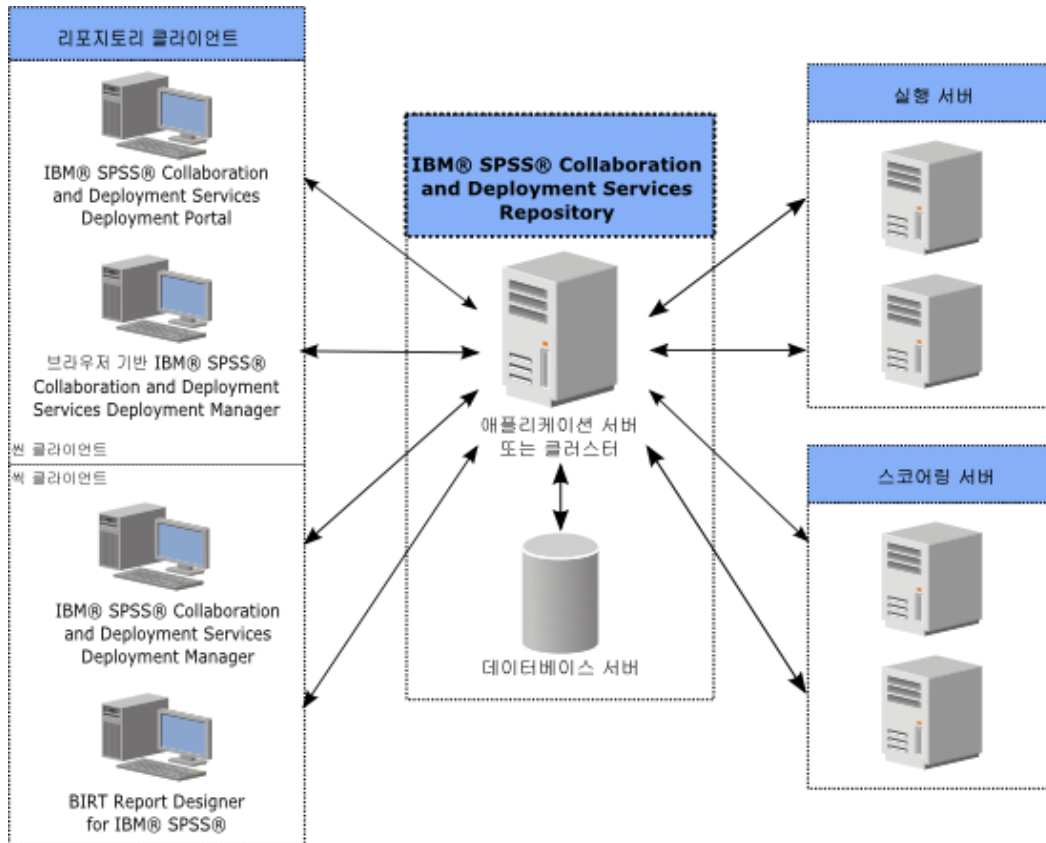 리포지토리 클라이언트
IBM® SPSS® Collaboration
and Deployment Services
Deployment Portal
브라우저 기반 IBM® SPSS®
Collaboration and Deployment
Services Deployment Manager
씬 클라이언트
씩 클라이언트
IBM® SPSS® Collaboration
and Deployment Services
Deployment Manager
BIRT Report Designer
for IBM® SPSS®
IBM® SPSS® Collaboration
and Deployment Services
Repository
애플리케이션 서버
또는 클러스터
데이터베이스 서버
실행 서버
스코어링 서버